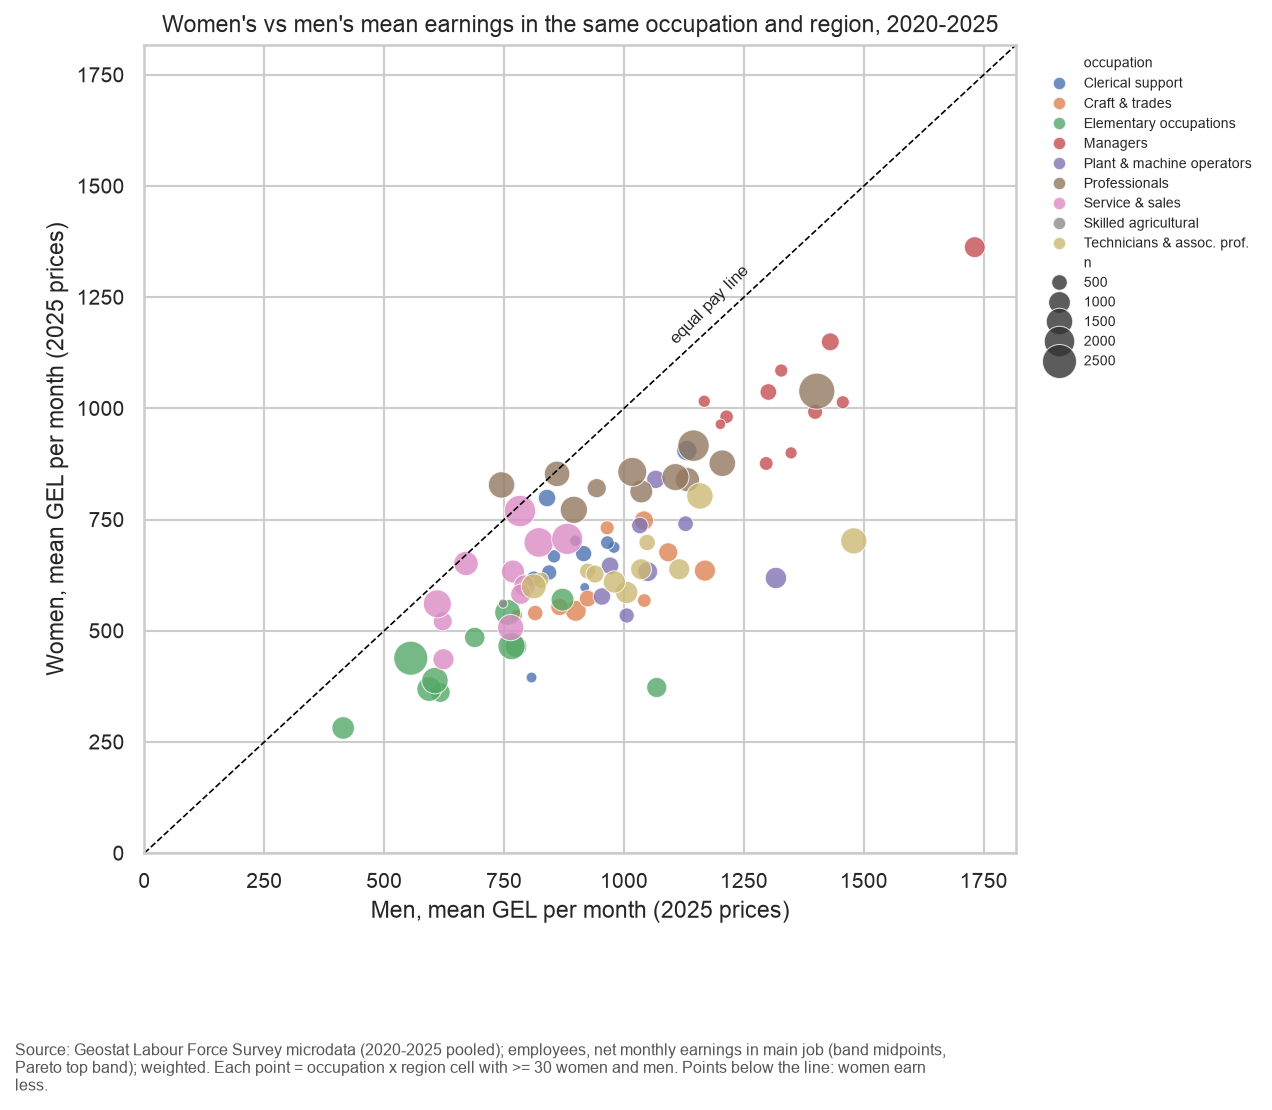 Women's vs men's mean earnings in the same occupation and region, 2020-2025
1750
1500
1250
1000
750
500
250
0
Women, mean GEL per month (2025 prices)
equal pay line
0 250 500 750 1000 1250 1500 1750
Men, mean GEL per month (2025 prices)
occupation
Clerical support
Craft & trades
Elementary occupations
Managers
Plant & machine operators
Professionals
Service & sales
Skilled agricultural
Technicians & assoc. prof.
n
500
1000
1500
2000
2500
Source: Geostat Labour Force Survey microdata (2020-2025 pooled); employees, net monthly earnings in main job (band midpoints,
Pareto top band); weighted. Each point = occupation x region cell with >= 30 women and men. Points below the line: women earn
less.